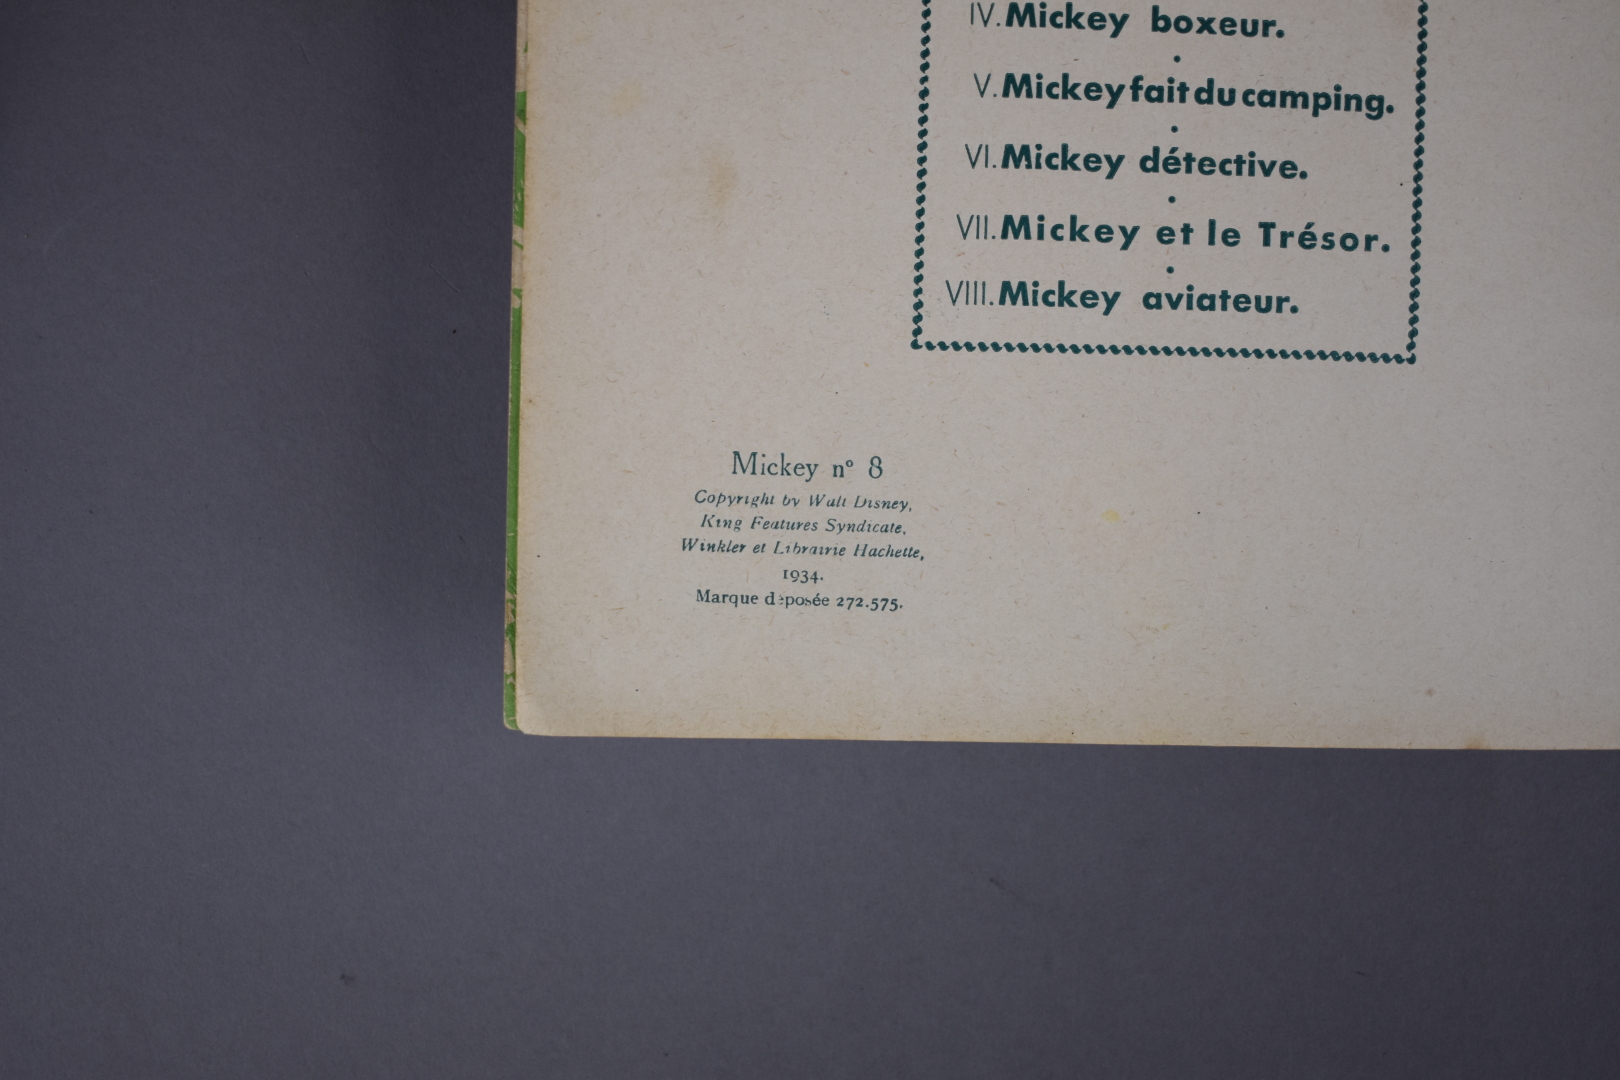 IV. Mickey boxeur.
V. Mickey fait du camping.
VI. Mickey détective.
VII. Mickey et le Trésor.
VIII. Mickey aviateur.
Mickey nº 8
Copyright by Walt Disney,
King Features Syndicate,
Winkler et Librairie Hachette,
1934.
Marque déposée 272.575.